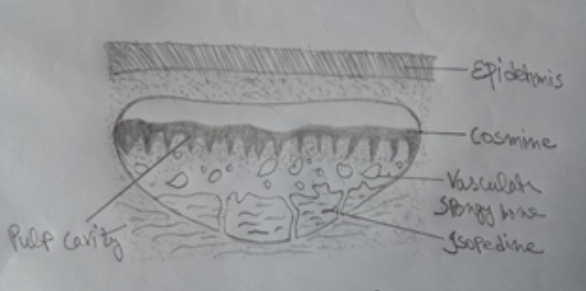 Epidermis
Cosmine
Vascular
Spongy bone
Isopedine
Pulp cavity